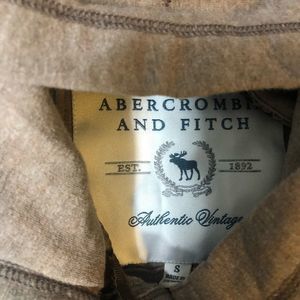 ABERCROMBI
AND FITCH
EST. 1892
Authentic Vintage
S